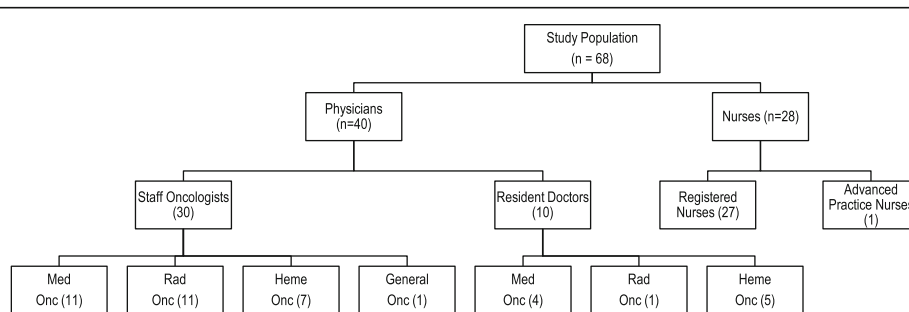 Study Population
(n = 68)
Physicians
(n=40)
Nurses (n=28)
Staff Oncologists
(30)
Resident Doctors
(10)
Registered
Nurses (27)
Advanced
Practice Nurses
(1)
Med
Onc (11)
Rad
Onc (11)
Heme
Onc (7)
General
Onc (1)
Med
Onc (4)
Rad
Onc (1)
Heme
Onc (5)